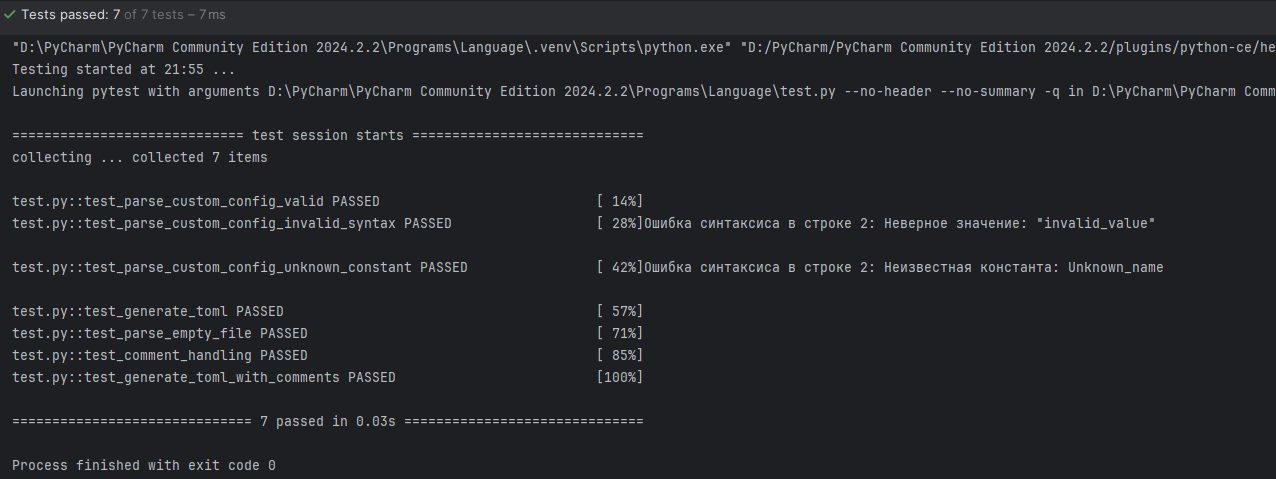 Tests passed: 7 of 7 tests – 7 ms
"D:\PyCharm\PyCharm Community Edition 2024.2.2\Programs\Language\.venv\Scripts\python.exe" "D:/PyCharm/PyCharm Community Edition 2024.2.2/plugins/python-ce/he
Testing started at 21:55 ...
Launching pytest with arguments D:\PyCharm\PyCharm Community Edition 2024.2.2\Programs\Language\test.py --no-header --no-summary -q in D:\PyCharm\PyCharm Comm
============================= test session starts =============================
collecting ... collected 7 items
test.py::test_parse_custom_config_valid PASSED [ 14%]
test.py::test_parse_custom_config_invalid_syntax PASSED [ 28%]Ошибка синтаксиса в строке 2: Неверное значение: "invalid_value"
test.py::test_parse_custom_config_unknown_constant PASSED [ 42%]Ошибка синтаксиса в строке 2: Неизвестная константа: Unknown_name
test.py::test_generate_toml PASSED [ 57%]
test.py::test_parse_empty_file PASSED [ 71%]
test.py::test_comment_handling PASSED [ 85%]
test.py::test_generate_toml_with_comments PASSED [100%]
============================== 7 passed in 0.03s ==============================
Process finished with exit code 0